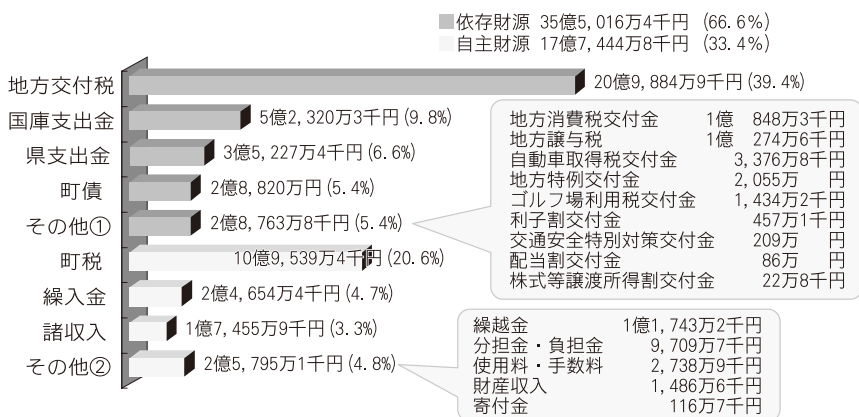 依存財源 35億5,016万4千円 (66.6%)
自主財源 17億7,444万8千円 (33.4%)
地方交付税 20億9,884万9千円 (39.4%)
国庫支出金 5億2,320万3千円 (9.8%)
県支出金 3億5,227万4千円 (6.6%)
町債 2億8,820万円 (5.4%)
その他① 2億8,763万8千円 (5.4%)
町税 10億9,539万4千円 (20.6%)
繰入金 2億4,654万4千円 (4.7%)
諸収入 1億7,455万9千円 (3.3%)
その他② 2億5,795万1千円 (4.8%)
地方消費税交付金 1億 848万3千円
地方譲与税 1億 274万6千円
自動車取得税交付金 3,376万8千円
地方特例交付金 2,055万 円
ゴルフ場利用税交付金 1,434万2千円
利子割交付金 457万1千円
交通安全特別対策交付金 209万 円
配当割交付金 86万 円
株式等譲渡所得割交付金 22万8千円
繰越金 1億1,743万2千円
分担金・負担金 9,709万7千円
使用料・手数料 2,738万9千円
財産収入 1,486万6千円
寄付金 116万7千円